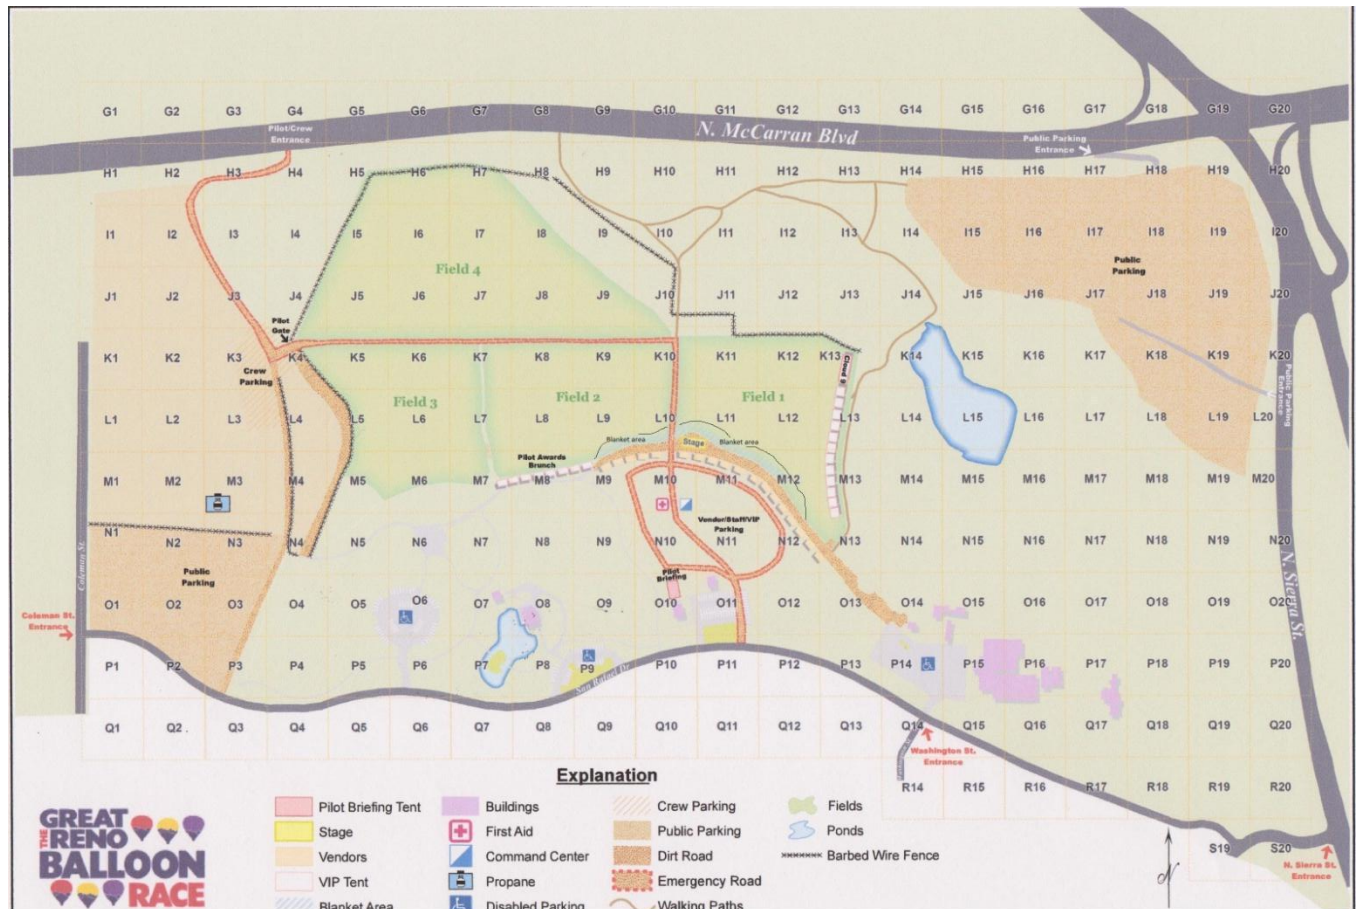 G1 G2 G3 G4 G5 G6 G7 G8 G9 G10 G11 G12 G13 G14 G15 G16 G17 G18 G19 G20
Pilot/Crew
Entrance
N. McCarran Blvd
Public Parking
Entrance
H1 H2 H3 H4 H5 H6 H7 H8 H9 H10 H11 H12 H13 H14 H15 H16 H17 H18 H19 H20
I1 I2 I3 I4 I5 I6 I7 I8 I9 I10 I11 I12 I13 I14 I15 I16 I17 I18 I19 I20
Field 4
Public
Parking
J1 J2 J3 J4 J5 J6 J7 J8 J9 J10 J11 J12 J13 J14 J15 J16 J17 J18 J19 J20
Pilot
Gate
K1 K2 K3 K4 K5 K6 K7 K8 K9 K10 K11 K12 K13 K14 K15 K16 K17 K18 K19 K20
Crew
Parking
Cloud 9
Public Parking
Entrance
Field 3
Field 2
Field 1
L1 L2 L3 L4 L5 L6 L7 L8 L9 L10 L11 L12 L13 L14 L15 L16 L17 L18 L19 L20
Blanket area
Stage
Blanket area
Pilot Awards
Brunch
M1 M2 M3 M4 M5 M6 M7 M8 M9 M10 M11 M12 M13 M14 M15 M16 M17 M18 M19 M20
Vendor/Staff/VIP
Parking
N1 N2 N3 N4 N5 N6 N7 N8 N9 N10 N11 N12 N13 N14 N15 N16 N17 N18 N19 N20
Coleman St.
Public
Parking
Pilot
Briefing
N. Sierra St.
O1 O2 O3 O4 O5 O6 O7 O8 O9 O10 O11 O12 O13 O14 O15 O16 O17 O18 O19 O20
Coleman St.
Entrance
P1 P2 P3 P4 P5 P6 P7 P8 P9 P10 P11 P12 P13 P14 P15 P16 P17 P18 P19 P20
San Rafael Dr
Q1 Q2 Q3 Q4 Q5 Q6 Q7 Q8 Q9 Q10 Q11 Q12 Q13 Q14 Q15 Q16 Q17 Q18 Q19 Q20
Washington St.
Entrance
R14 R15 R16 R17 R18 R19 R20
S19 S20
N. Sierra St.
Entrance
N
THE
GREAT
RENO
BALLOON
RACE
Explanation
Pilot Briefing Tent
Stage
Vendors
VIP Tent
Blanket Area
Buildings
First Aid
Command Center
Propane
Disabled Parking
Crew Parking
Public Parking
Dirt Road
Emergency Road
Walking Paths
Fields
Ponds
Barbed Wire Fence